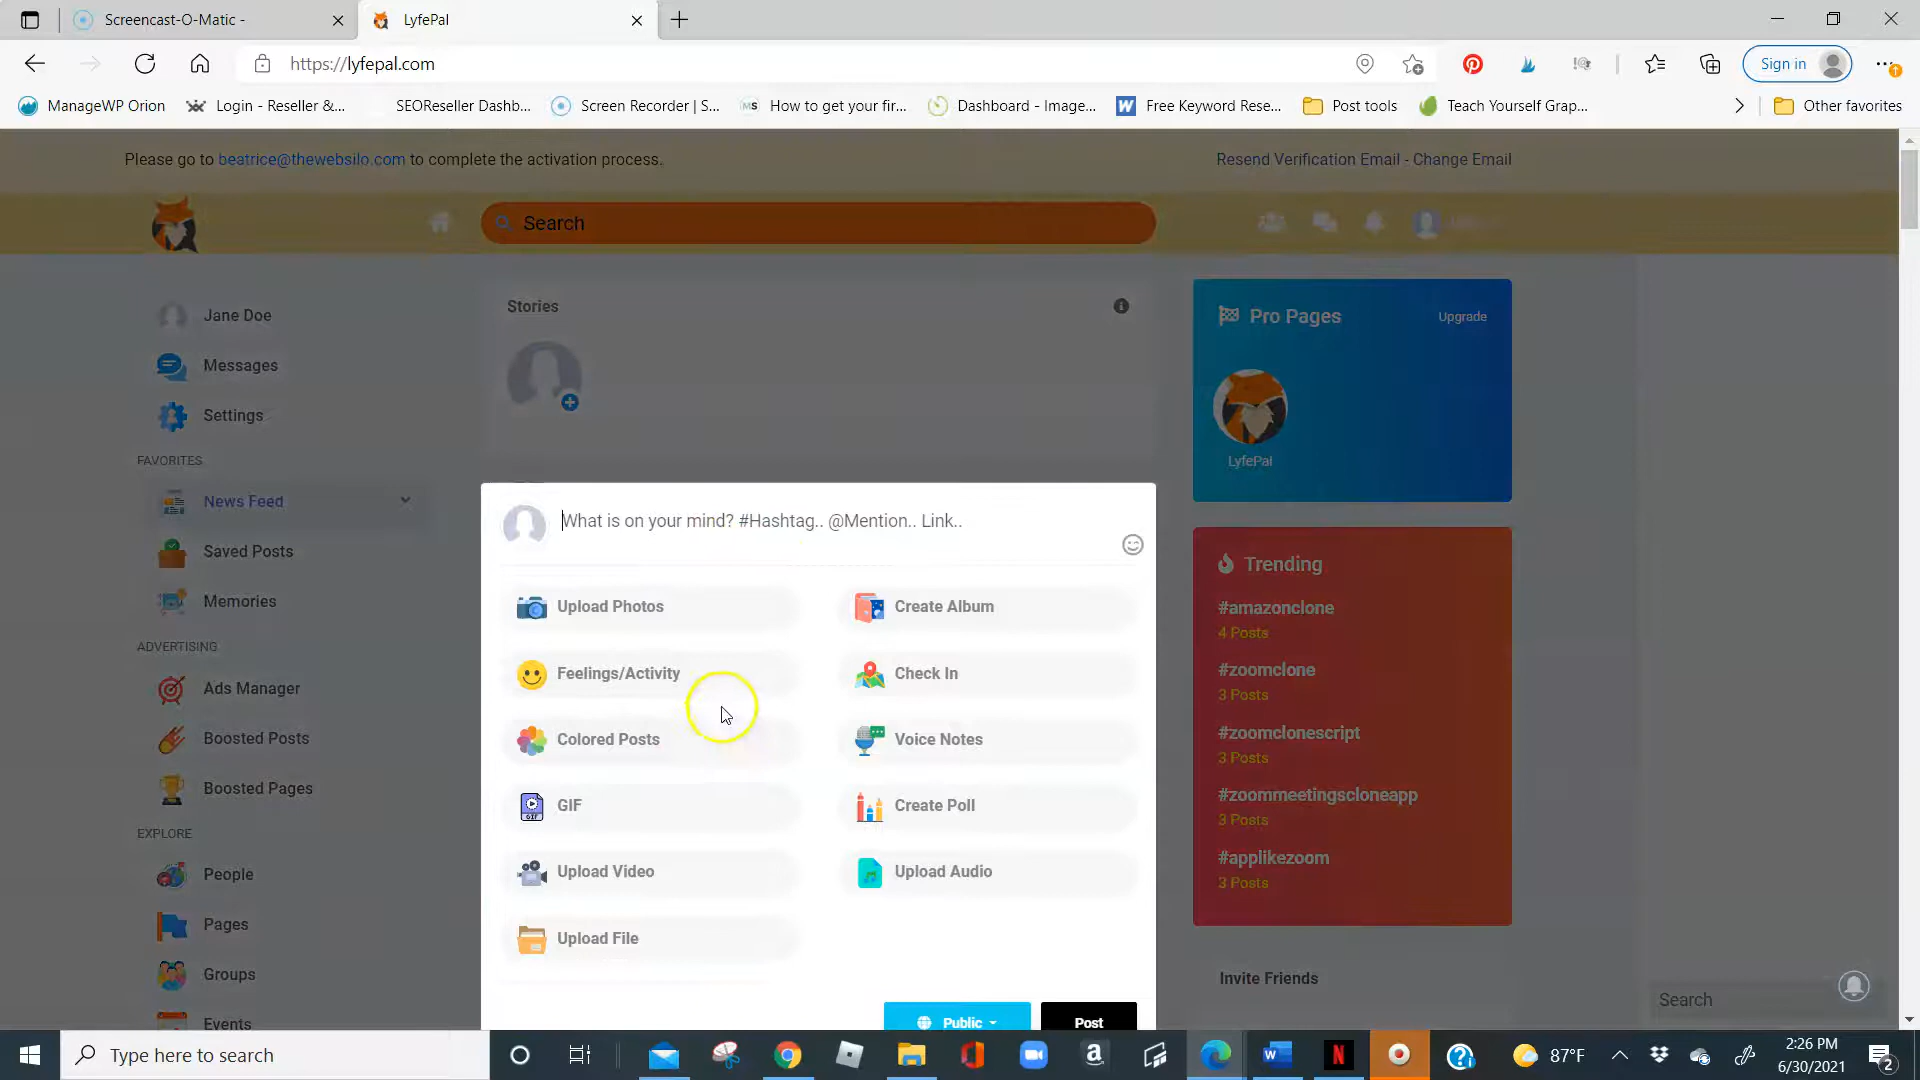 Screencast-O-Matic -
LyfePal
https://lyfepal.com
Sign in
ManageWP Orion
Login - Reseller &...
SEOReseller Dashb...
Screen Recorder | S...
MS
How to get your fir...
Dashboard - Image...
W
Free Keyword Rese...
Post tools
Teach Yourself Grap...
Other favorites
Please go to beatrice@thewebsilo.com to complete the activation process.
Resend Verification Email - Change Email
Search
Jane Doe
Messages
Settings
FAVORITES
News Feed
Saved Posts
Memories
ADVERTISING
Ads Manager
Boosted Posts
Boosted Pages
EXPLORE
People
Pages
Groups
Events
Stories
What is on your mind? #Hashtag.. @Mention.. Link..
Upload Photos
Create Album
Feelings/Activity
Check In
Colored Posts
Voice Notes
GIF
Create Poll
Upload Video
Upload Audio
Upload File
Public
Post
Pro Pages
Upgrade
LyfePal
Trending
#amazonclone
4 Posts
#zoomclone
3 Posts
#zoomclonescript
3 Posts
#zoommeetingscloneapp
3 Posts
#applikezoom
3 Posts
Invite Friends
Search
Type here to search
87°F
2:26 PM
6/30/2021
2